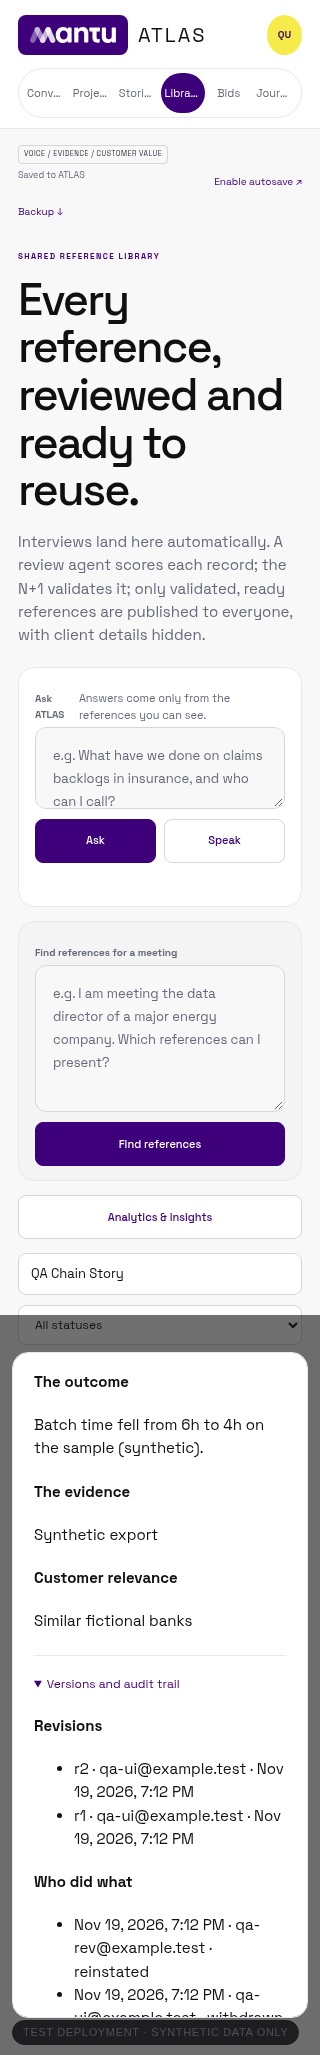 Mantu ATLAS QU
Conv... Proje... Stori... Libra... Bids Jour...
VOICE / EVIDENCE / CUSTOMER VALUE
Saved to ATLAS
Enable autosave ↗
Backup ↓
SHARED REFERENCE LIBRARY
Every
reference,
reviewed and
ready to
reuse.
Interviews land here automatically. A
review agent scores each record; the
N+1 validates it; only validated, ready
references are published to everyone,
with client details hidden.
Ask ATLAS
Answers come only from the
references you can see.
e.g. What have we done on claims
backlogs in insurance, and who
can I call?
Ask Speak
Find references for a meeting
e.g. I am meeting the data
director of a major energy
company. Which references can I
present?
Find references
Analytics & insights
QA Chain Story
All statuses
The outcome
Batch time fell from 6h to 4h on
the sample (synthetic).
The evidence
Synthetic export
Customer relevance
Similar fictional banks
▼ Versions and audit trail
Revisions
• r2 · qa-ui@example.test · Nov
19, 2026, 7:12 PM
• r1 · qa-ui@example.test · Nov
19, 2026, 7:12 PM
Who did what
• Nov 19, 2026, 7:12 PM · qa-
rev@example.test ·
reinstated
• Nov 19, 2026, 7:12 PM · qa-
ui@example.test · withdrawn
TEST DEPLOYMENT · SYNTHETIC DATA ONLY